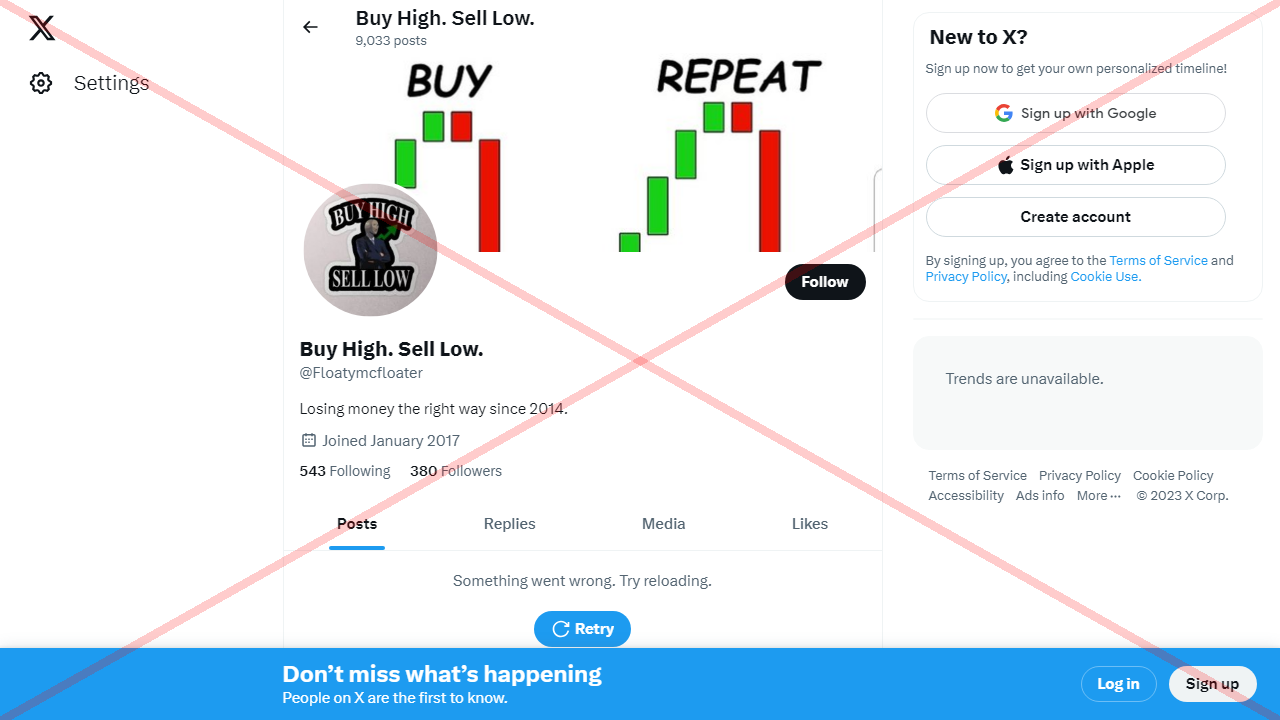 Settings
Buy High. Sell Low.
9,033 posts
BUY
REPEAT
BUY HIGH
SELL LOW
Follow
Buy High. Sell Low.
@Floatymcfloater
Losing money the right way since 2014.
Joined January 2017
543 Following 380 Followers
Posts Replies Media Likes
Something went wrong. Try reloading.
Retry
New to X?
Sign up now to get your own personalized timeline!
Sign up with Google
Sign up with Apple
Create account
By signing up, you agree to the Terms of Service and
Privacy Policy, including Cookie Use.
Trends are unavailable.
Terms of Service Privacy Policy Cookie Policy
Accessibility Ads info More ··· © 2023 X Corp.
Don’t miss what’s happening
People on X are the first to know.
Log in Sign up